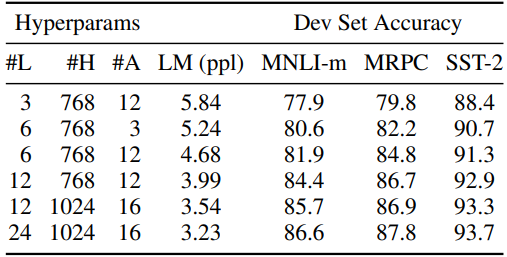 Hyperparams Dev Set Accuracy
#L #H #A LM (ppl) MNLI-m MRPC SST-2
3 768 12 5.84 77.9 79.8 88.4
6 768 3 5.24 80.6 82.2 90.7
6 768 12 4.68 81.9 84.8 91.3
12 768 12 3.99 84.4 86.7 92.9
12 1024 16 3.54 85.7 86.9 93.3
24 1024 16 3.23 86.6 87.8 93.7